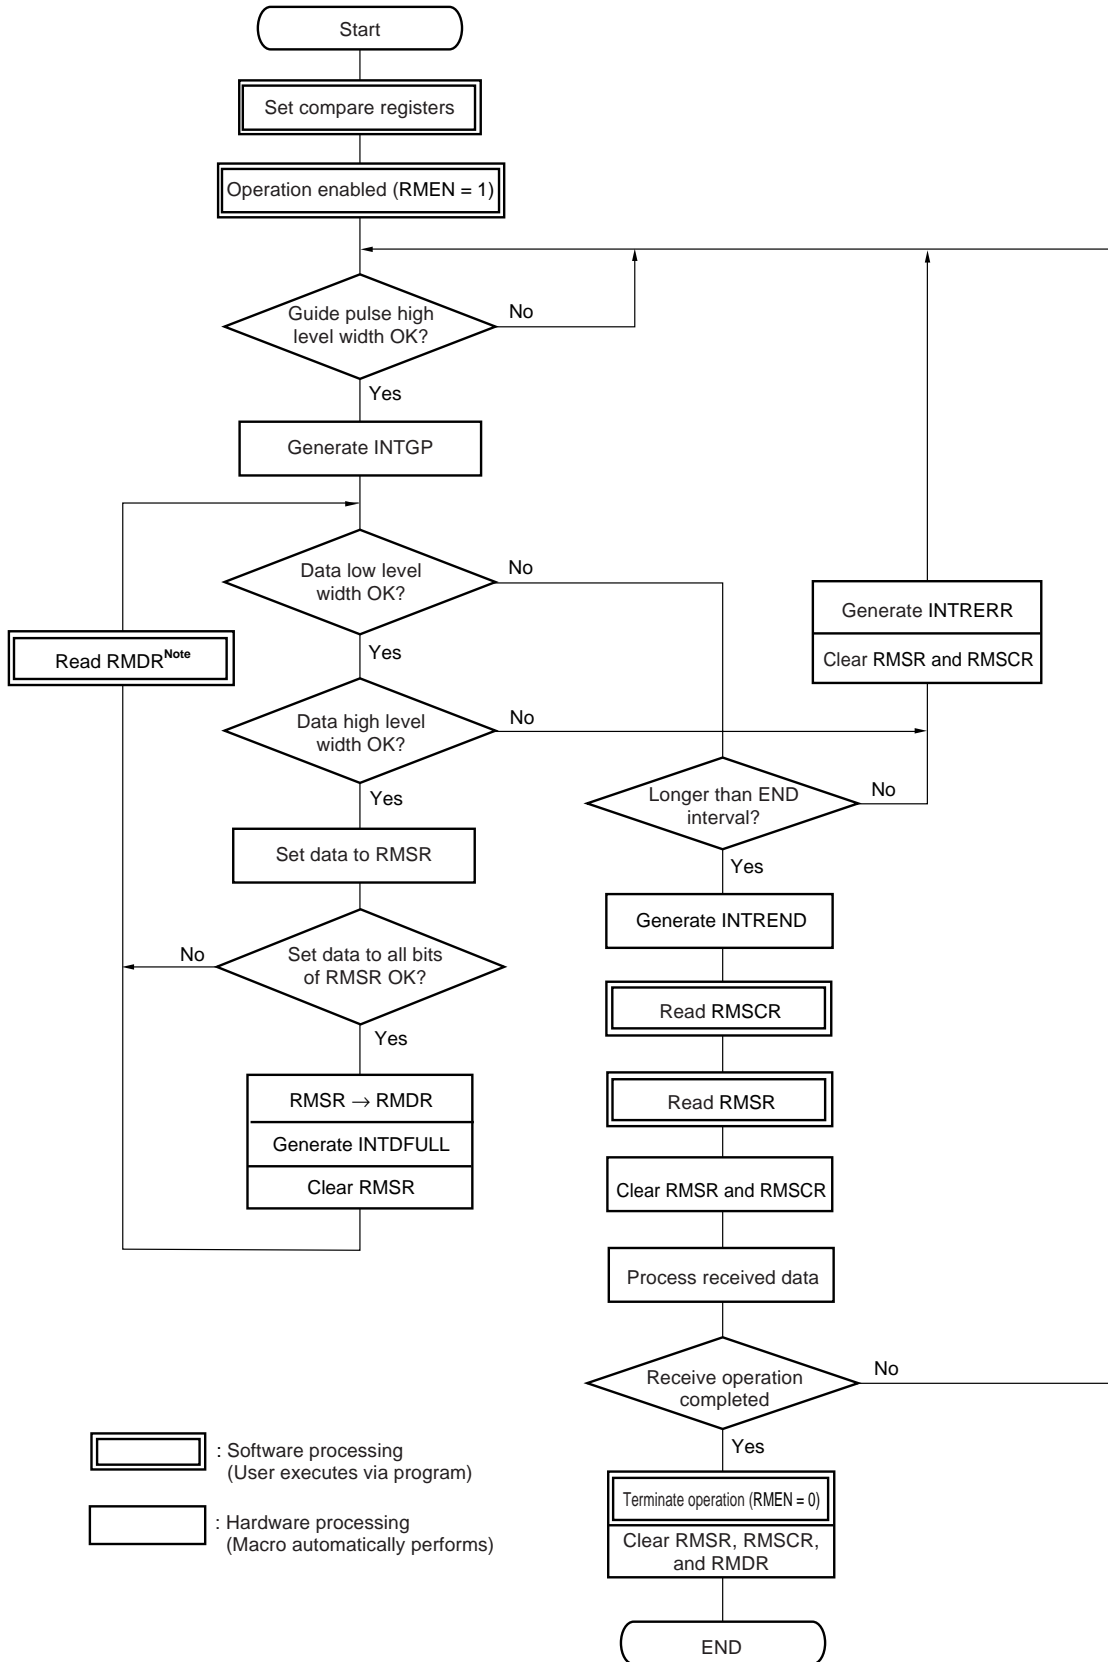 Start
Set compare registers
Operation enabled (RMEN = 1)
Guide pulse high
level width OK?
No
Yes
Generate INTGP
Data low level
width OK?
No
Yes
Generate INTRERR
Clear RMSR and RMSCR
Read RMDRNote
Data high level
width OK?
No
Yes
Longer than END
interval?
No
Yes
Set data to RMSR
Generate INTREND
Set data to all bits
of RMSR OK?
No
Yes
Read RMSCR
RMSR → RMDR
Generate INTDFULL
Clear RMSR
Read RMSR
Clear RMSR and RMSCR
Process received data
Receive operation
completed
No
Yes
Terminate operation (RMEN = 0)
Clear RMSR, RMSCR,
and RMDR
END
: Software processing
(User executes via program)
: Hardware processing
(Macro automatically performs)